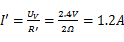 I' = U_V/R' = 2.4V/2Ω = 1.2A